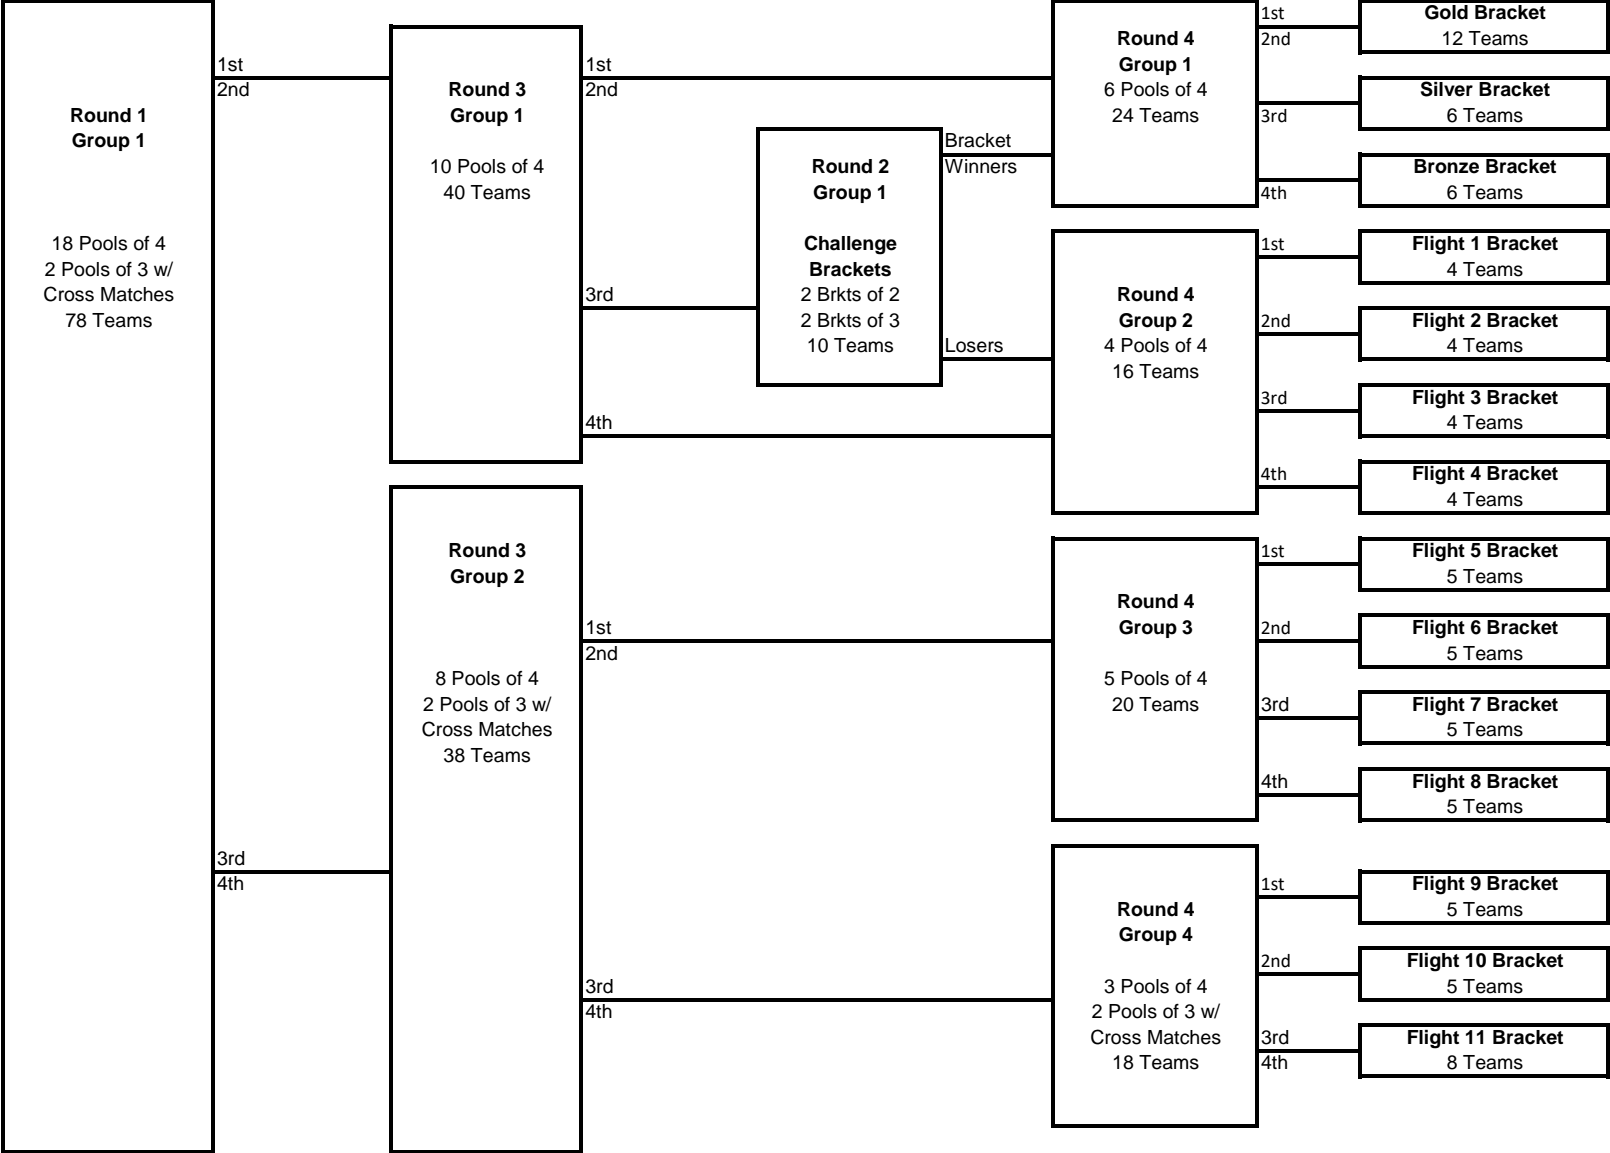 Round 1
Group 1
18 Pools of 4
2 Pools of 3 w/
Cross Matches
78 Teams
1st
2nd
3rd
4th
Round 3
Group 1
10 Pools of 4
40 Teams
1st
2nd
3rd
4th
Round 3
Group 2
8 Pools of 4
2 Pools of 3 w/
Cross Matches
38 Teams
1st
2nd
3rd
4th
Round 2
Group 1
Challenge
Brackets
2 Brkts of 2
2 Brkts of 3
10 Teams
Bracket
Winners
Losers
Round 4
Group 1
6 Pools of 4
24 Teams
1st
2nd
3rd
4th
Round 4
Group 2
4 Pools of 4
16 Teams
1st
2nd
3rd
4th
Round 4
Group 3
5 Pools of 4
20 Teams
1st
2nd
3rd
4th
Round 4
Group 4
3 Pools of 4
2 Pools of 3 w/
Cross Matches
18 Teams
1st
2nd
3rd
4th
Gold Bracket
12 Teams
Silver Bracket
6 Teams
Bronze Bracket
6 Teams
Flight 1 Bracket
4 Teams
Flight 2 Bracket
4 Teams
Flight 3 Bracket
4 Teams
Flight 4 Bracket
4 Teams
Flight 5 Bracket
5 Teams
Flight 6 Bracket
5 Teams
Flight 7 Bracket
5 Teams
Flight 8 Bracket
5 Teams
Flight 9 Bracket
5 Teams
Flight 10 Bracket
5 Teams
Flight 11 Bracket
8 Teams